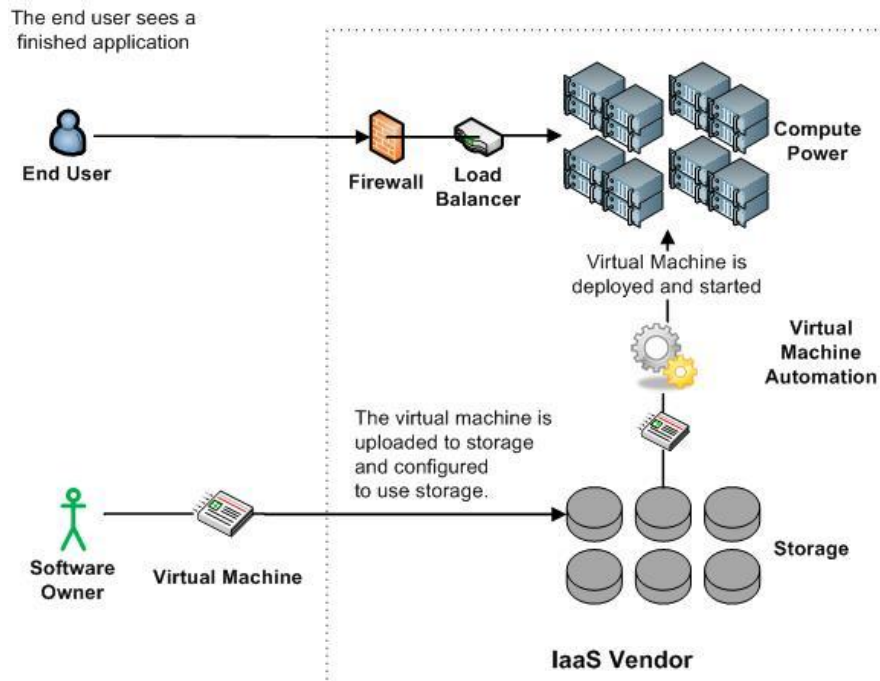 The end user sees a
finished application
End User
Firewall
Load
Balancer
Compute
Power
Virtual Machine is
deployed and started
Virtual
Machine
Automation
The virtual machine is
uploaded to storage
and configured
to use storage.
Software
Owner
Virtual Machine
Storage
IaaS Vendor